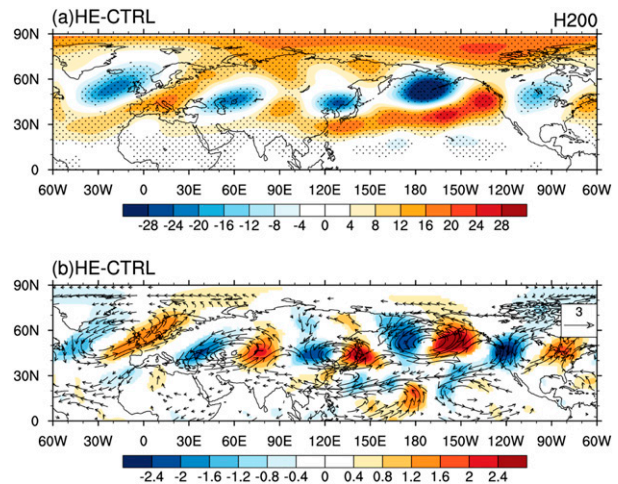 (a)HE-CTRL H200
90N
60N
30N
0
60W 30W 0 30E 60E 90E 120E 150E 180 150W 120W 90W 60W
-28 -24 -20 -16 -12 -8 -4 0 4 8 12 16 20 24 28
(b)HE-CTRL
90N
3
60N
30N
0
60W 30W 0 30E 60E 90E 120E 150E 180 150W 120W 90W 60W
-2.4 -2 -1.6 -1.2 -0.8 -0.4 0 0.4 0.8 1.2 1.6 2 2.4